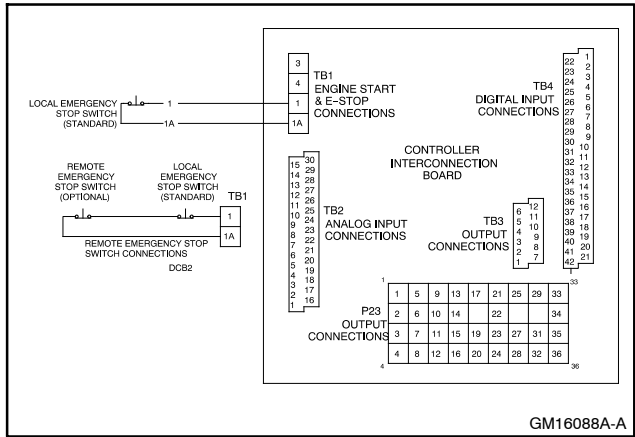 3
4
1
1A
TB1
ENGINE START
& E-STOP
CONNECTIONS
LOCAL EMERGENCY
STOP SWITCH
(STANDARD)
1
1A
REMOTE
EMERGENCY
STOP SWITCH
(OPTIONAL)
LOCAL
EMERGENCY
STOP SWITCH
(STANDARD)
TB1
1
1A
REMOTE EMERGENCY STOP
SWITCH CONNECTIONS
DCB2
15 30
14 29
13 28
12 27
11 26
10 25
9 24
8 23
7 22
6 21
5 20
4 19
3 18
2 17
1 16
TB2
ANALOG INPUT
CONNECTIONS
CONTROLLER
INTERCONNECTION
BOARD
TB4
DIGITAL INPUT
CONNECTIONS
22 1
23 2
24 3
25 4
26 5
27 6
28 7
29 8
30 9
31 10
32 11
33 12
34 13
35 14
36 15
37 16
38 17
39 18
40 19
41 20
42 21
TB3
OUTPUT
CONNECTIONS
6 12
5 11
4 10
3 9
2 8
1 7
P23
OUTPUT
CONNECTIONS
1 33
1 5 9 13 17 21 25 29 33
2 6 10 14 22 34
3 7 11 15 19 23 27 31 35
4 8 12 16 20 24 28 32 36
4 36
GM16088A-A